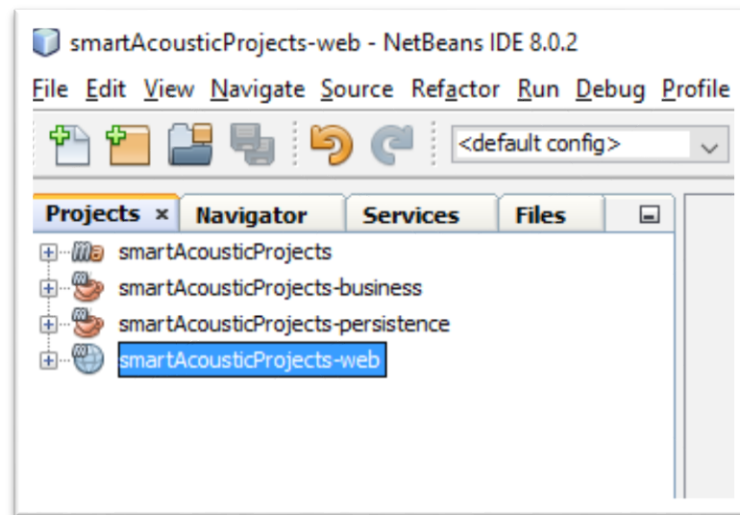 smartAcousticProjects-web - NetBeans IDE 8.0.2
File Edit View Navigate Source Refactor Run Debug Profile
<default config>
Projects × Navigator Services Files
smartAcousticProjects
smartAcousticProjects-business
smartAcousticProjects-persistence
smartAcousticProjects-web